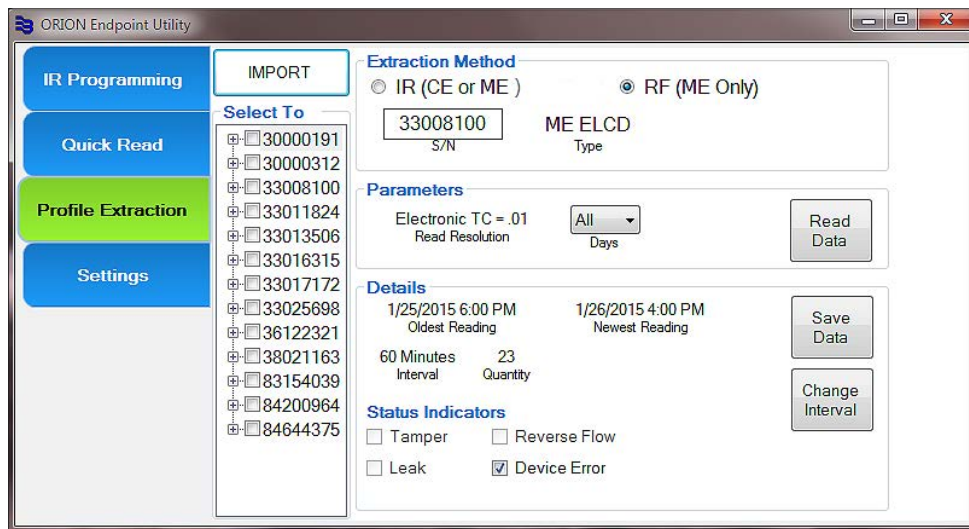 ORION Endpoint Utility
IR Programming
Quick Read
Profile Extraction
Settings
IMPORT
Select To
30000191
30000312
33008100
33011824
33013506
33016315
33017172
33025698
36122321
38021163
83154039
84200964
84644375
Extraction Method
IR (CE or ME )
RF (ME Only)
33008100
ME ELCD
S/N
Type
Parameters
Electronic TC = .01
All
Read Resolution
Days
Read
Data
Details
1/25/2015 6:00 PM
1/26/2015 4:00 PM
Oldest Reading
Newest Reading
60 Minutes
23
Interval
Quantity
Save
Data
Change
Interval
Status Indicators
Tamper
Reverse Flow
Leak
Device Error